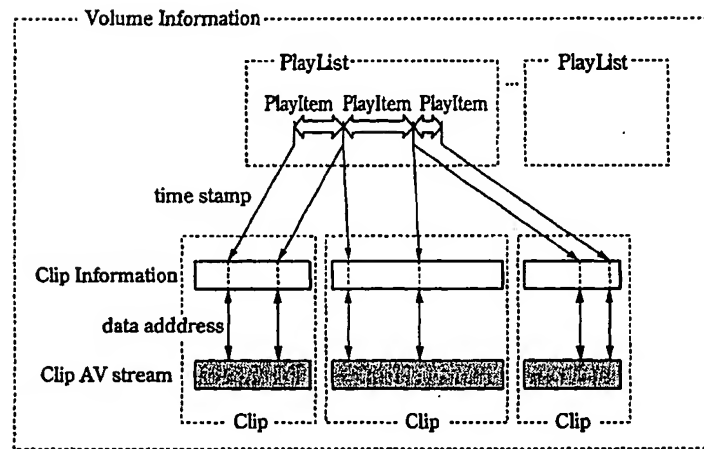 Volume Information
PlayList
...
PlayList
PlayItem PlayItem PlayItem
time stamp
Clip Information
data adddress
Clip AV stream
Clip
Clip
Clip